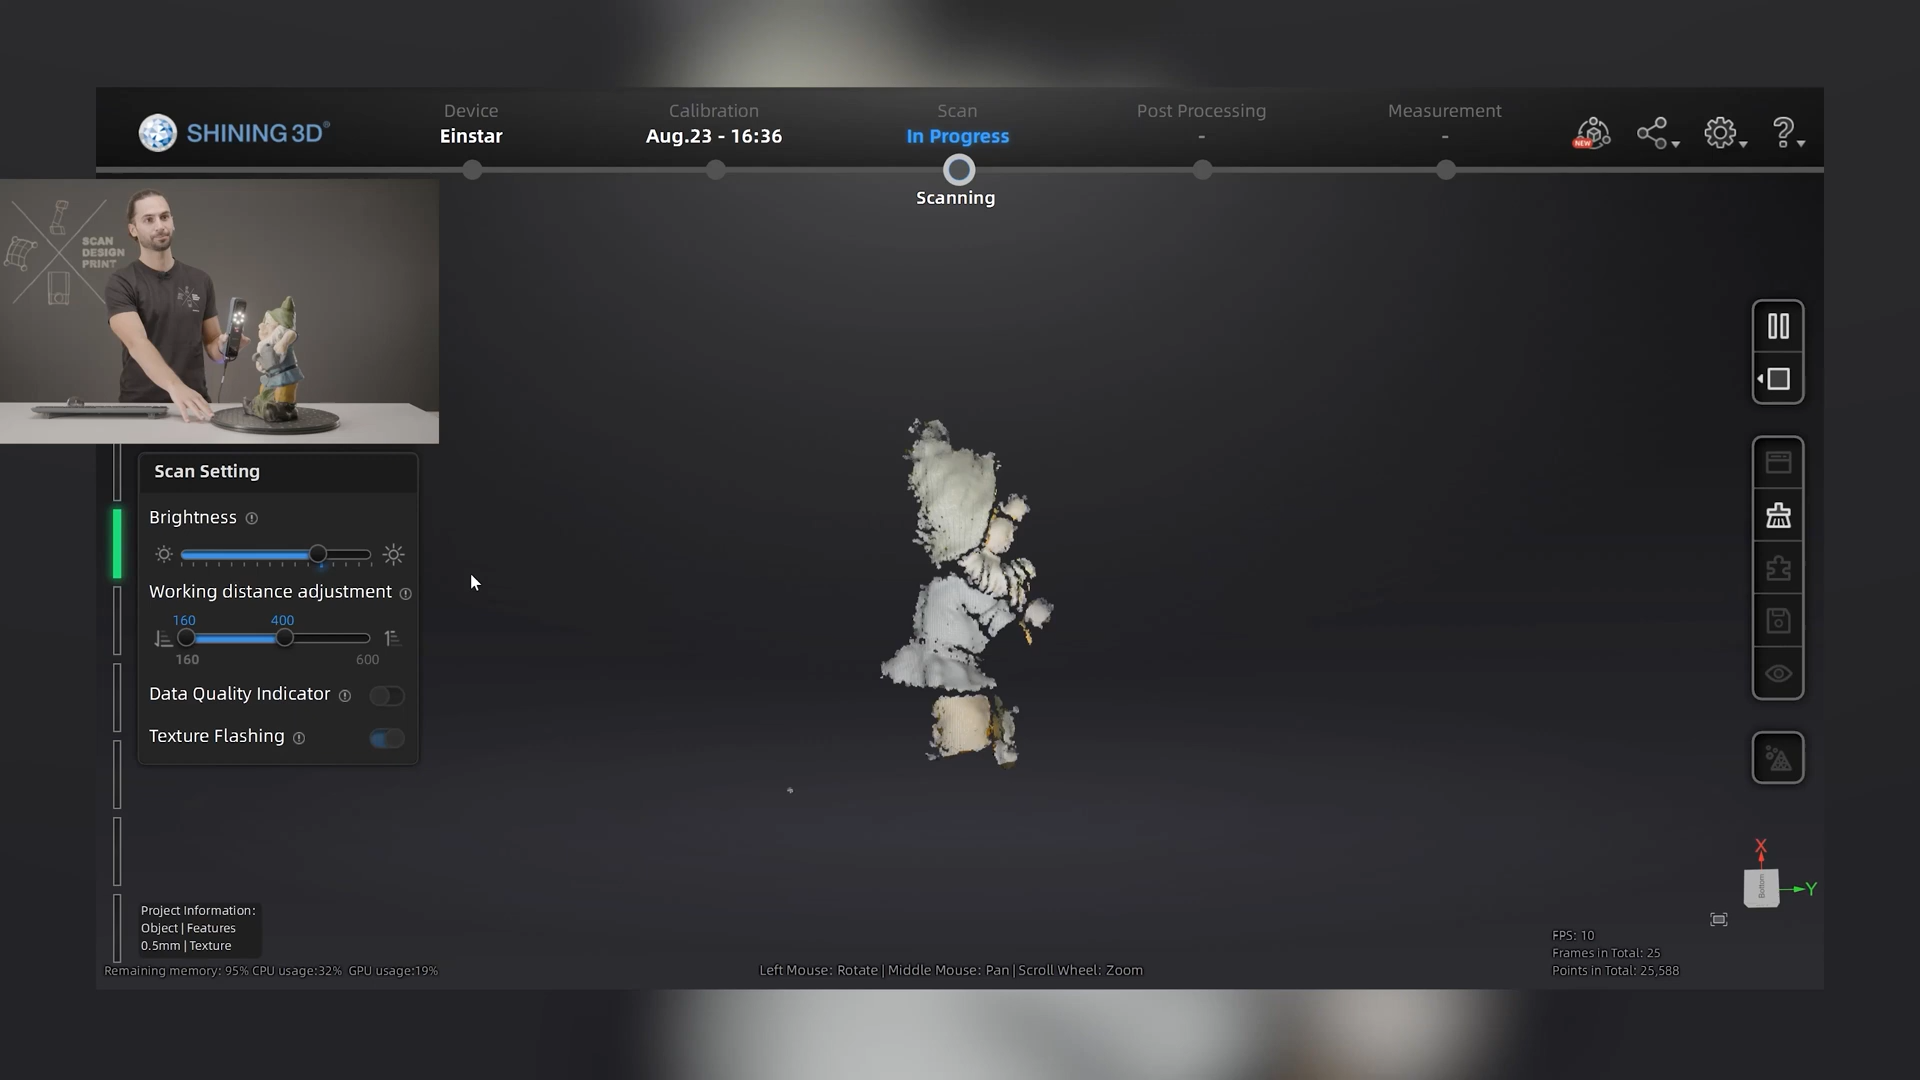 SHINING 3D®
Device
Einstar
Calibration
Aug.23 - 16:36
Scan
In Progress
Scanning
Post Processing
-
Measurement
-
NEW
SCAN
DESIGN
PRINT
Scan Setting
Brightness
Working distance adjustment
160 400
160 600
Data Quality Indicator
Texture Flashing
Project Information:
Object | Features
0.5mm | Texture
Remaining memory: 95% CPU usage:32% GPU usage:19%
Left Mouse: Rotate | Middle Mouse: Pan | Scroll Wheel: Zoom
X
Bottom
Y
FPS: 10
Frames in Total: 25
Points in Total: 25,588